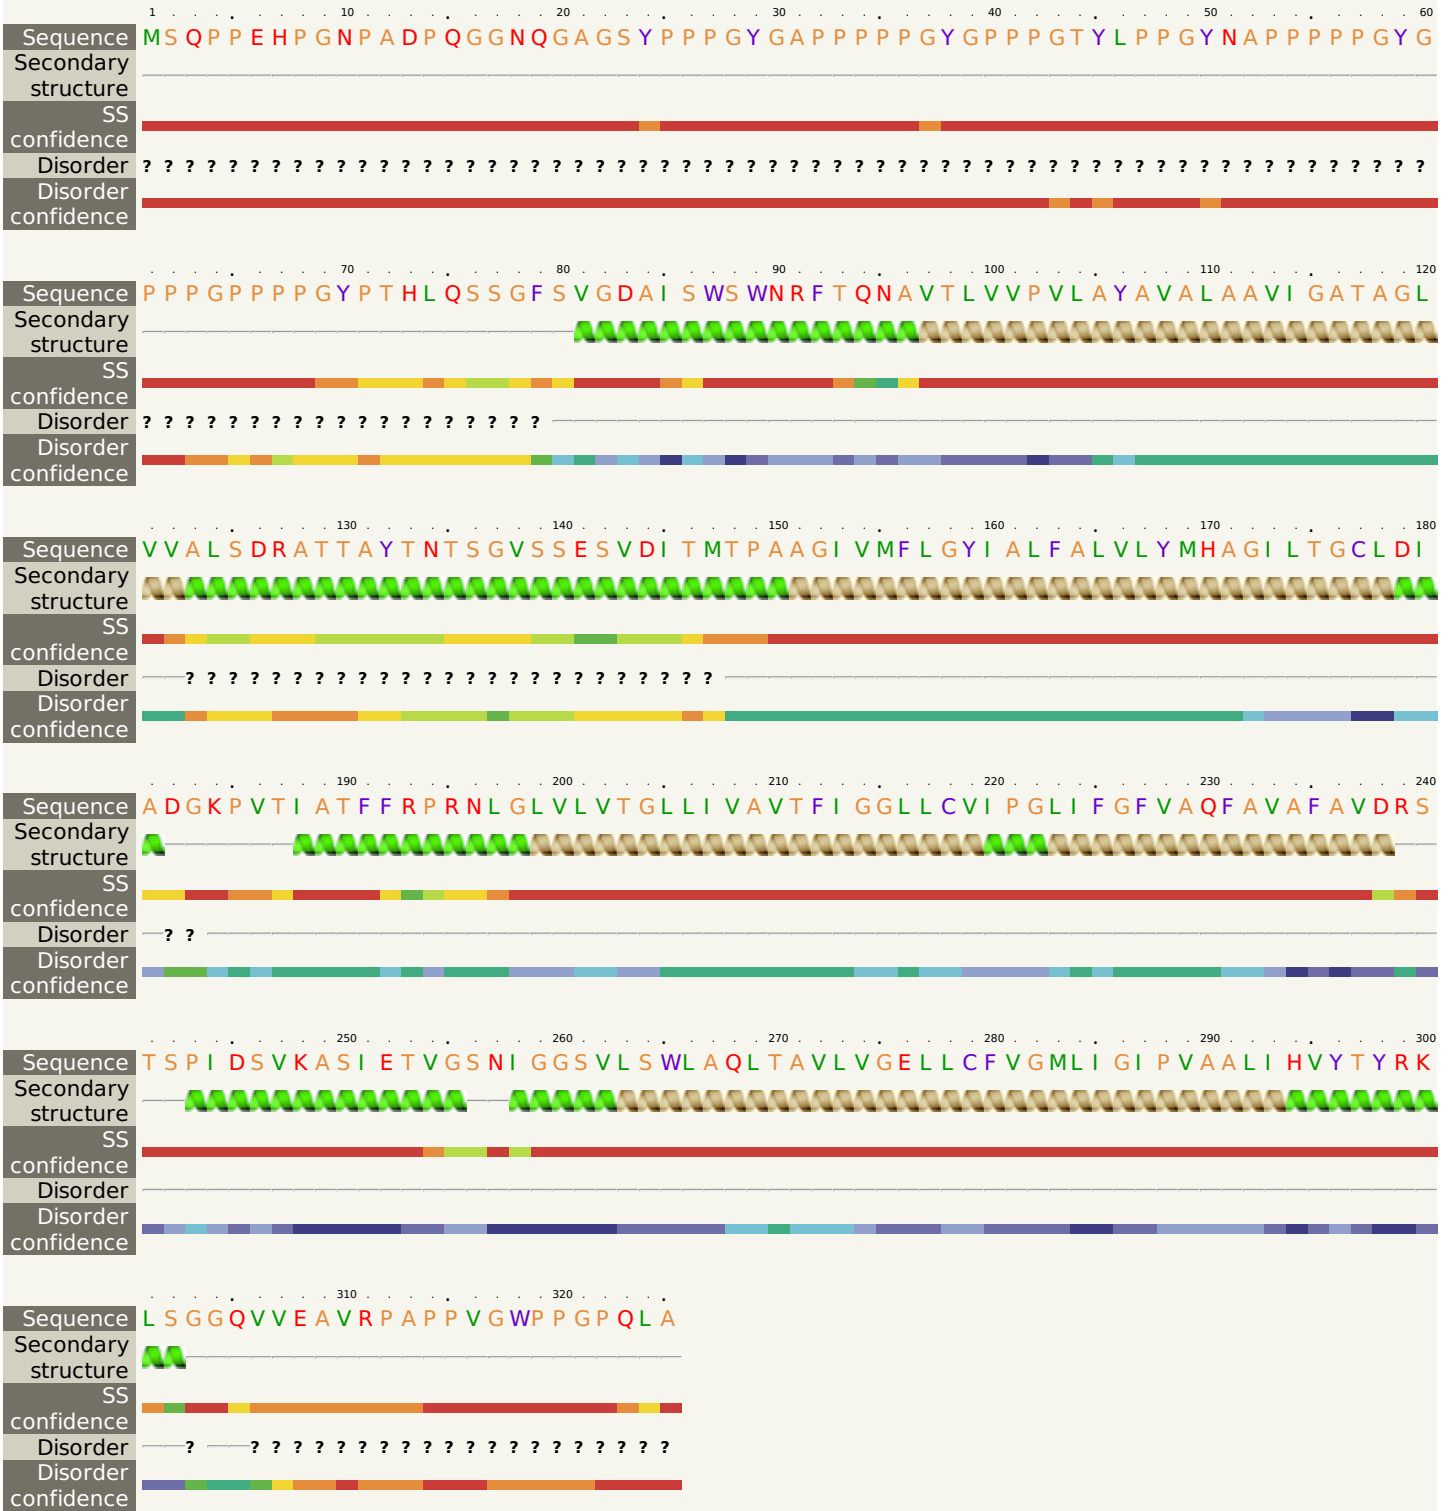 1 10 20 30 40 50 60
Sequence M S Q P P E H P G N P A D P Q G G N Q G A G S Y P P P G Y G A P P P P P G Y G P P P G T Y L P P G Y N A P P P P P G Y G
Secondary
structure
SS
confidence
Disorder ? ? ? ? ? ? ? ? ? ? ? ? ? ? ? ? ? ? ? ? ? ? ? ? ? ? ? ? ? ? ? ? ? ? ? ? ? ? ? ? ? ? ? ? ? ? ? ? ? ? ? ? ? ? ? ? ? ? ? ?
Disorder
confidence
70 80 90 100 110 120
Sequence P P P G P P P P G Y P T H L Q S S G F S V G D A I S W S W N R F T Q N A V T L V V P V L A Y A V A L A A V I G A T A G L
Secondary
structure
SS
confidence
Disorder ? ? ? ? ? ? ? ? ? ? ? ? ? ? ? ? ? ? ?
Disorder
confidence
130 140 150 160 170 180
Sequence V V A L S D R A T T A Y T N T S G V S S E S V D I T M T P A A G I V M F L G Y I A L F A L V L Y M H A G I L T G C L D I
Secondary
structure
SS
confidence
Disorder ? ? ? ? ? ? ? ? ? ? ? ? ? ? ? ? ? ? ? ? ? ? ? ? ?
Disorder
confidence
190 200 210 220 230 240
Sequence A D G K P V T I A T F F R P R N L G L V L V T G L L I V A V T F I G G L L C V I P G L I F G F V A Q F A V A F A V D R S
Secondary
structure
SS
confidence
Disorder ? ?
Disorder
confidence
250 260 270 280 290 300
Sequence T S P I D S V K A S I E T V G S N I G G S V L S W L A Q L T A V L V G E L L C F V G M L I G I P V A A L I H V Y T Y R K
Secondary
structure
SS
confidence
Disorder
Disorder
confidence
310 320
Sequence L S G G Q V V E A V R P A P P V G W P P G P Q L A
Secondary
structure
SS
confidence
Disorder ? ? ? ? ? ? ? ? ? ? ? ? ? ? ? ? ? ? ? ? ?
Disorder
confidence